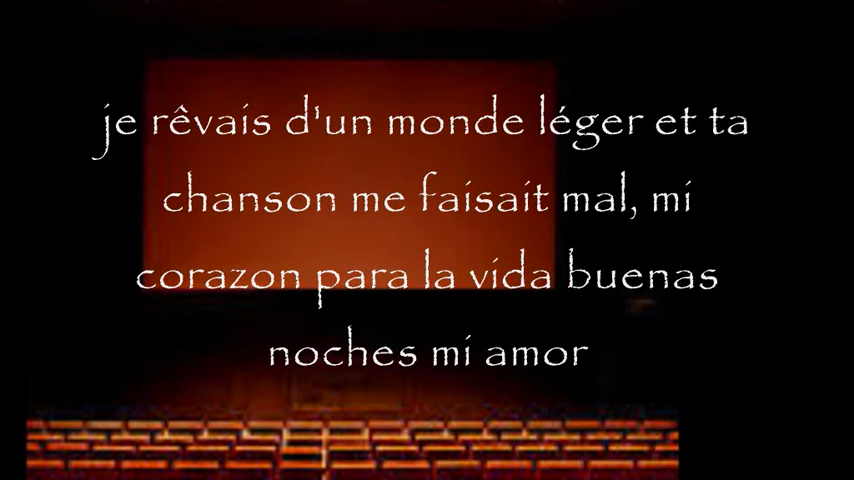 je rêvais d'un monde léger et ta
chanson me faisait mal, mi
corazon para la vida buenas
noches mi amor